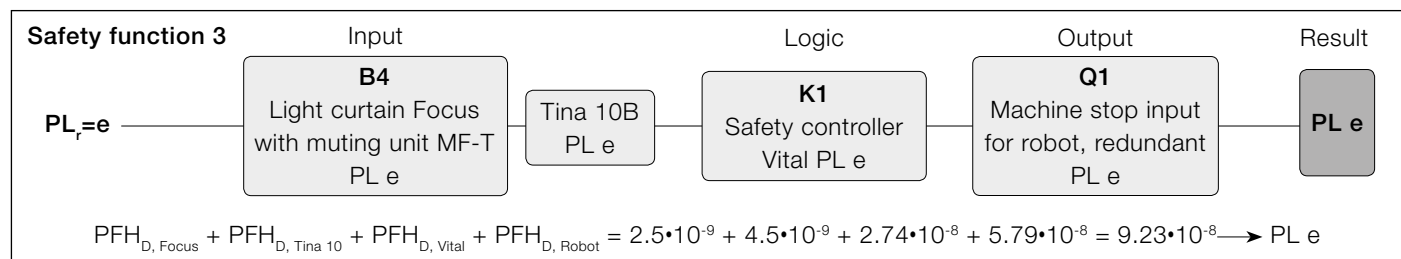 Safety function 3
Input
Logic
Output
Result
PLr=e
B4
Light curtain Focus
with muting unit MF-T
PL e
Tina 10B
PL e
K1
Safety controller
Vital PL e
Q1
Machine stop input
for robot, redundant
PL e
PL e
PFHD, Focus + PFHD, Tina 10 + PFHD, Vital + PFHD, Robot = 2.5•10-9 + 4.5•10-9 + 2.74•10-8 + 5.79•10-8 = 9.23•10-8 → PL e